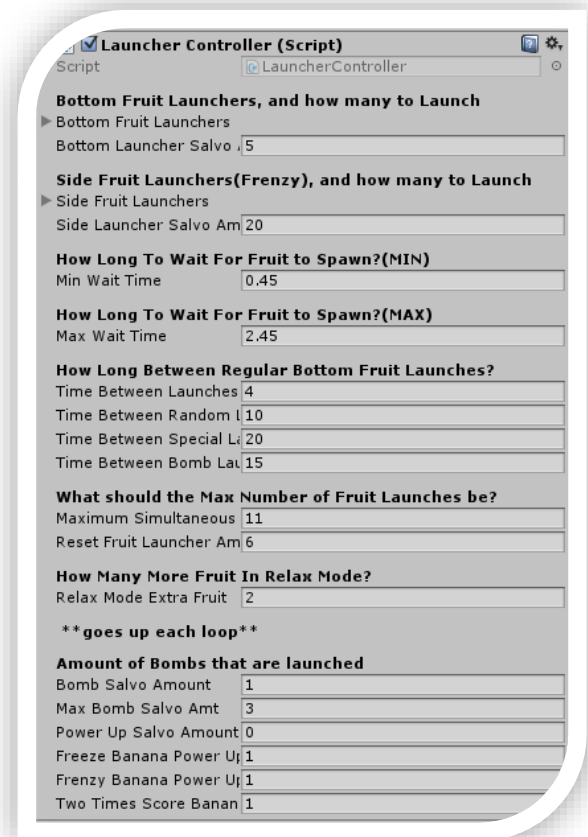 Launcher Controller (Script)
Script LauncherController
Bottom Fruit Launchers, and how many to Launch
Bottom Fruit Launchers
Bottom Launcher Salvo 5
Side Fruit Launchers(Frenzy), and how many to Launch
Side Fruit Launchers
Side Launcher Salvo Am 20
How Long To Wait For Fruit to Spawn?(MIN)
Min Wait Time 0.45
How Long To Wait For Fruit to Spawn?(MAX)
Max Wait Time 2.45
How Long Between Regular Bottom Fruit Launches?
Time Between Launches 4
Time Between Random L 10
Time Between Special La 20
Time Between Bomb Lau 15
What should the Max Number of Fruit Launches be?
Maximum Simultaneous 11
Reset Fruit Launcher Am 6
How Many More Fruit In Relax Mode?
Relax Mode Extra Fruit 2
**goes up each loop**
Amount of Bombs that are launched
Bomb Salvo Amount 1
Max Bomb Salvo Amt 3
Power Up Salvo Amount 0
Freeze Banana Power Up 1
Frenzy Banana Power Up 1
Two Times Score Banan 1